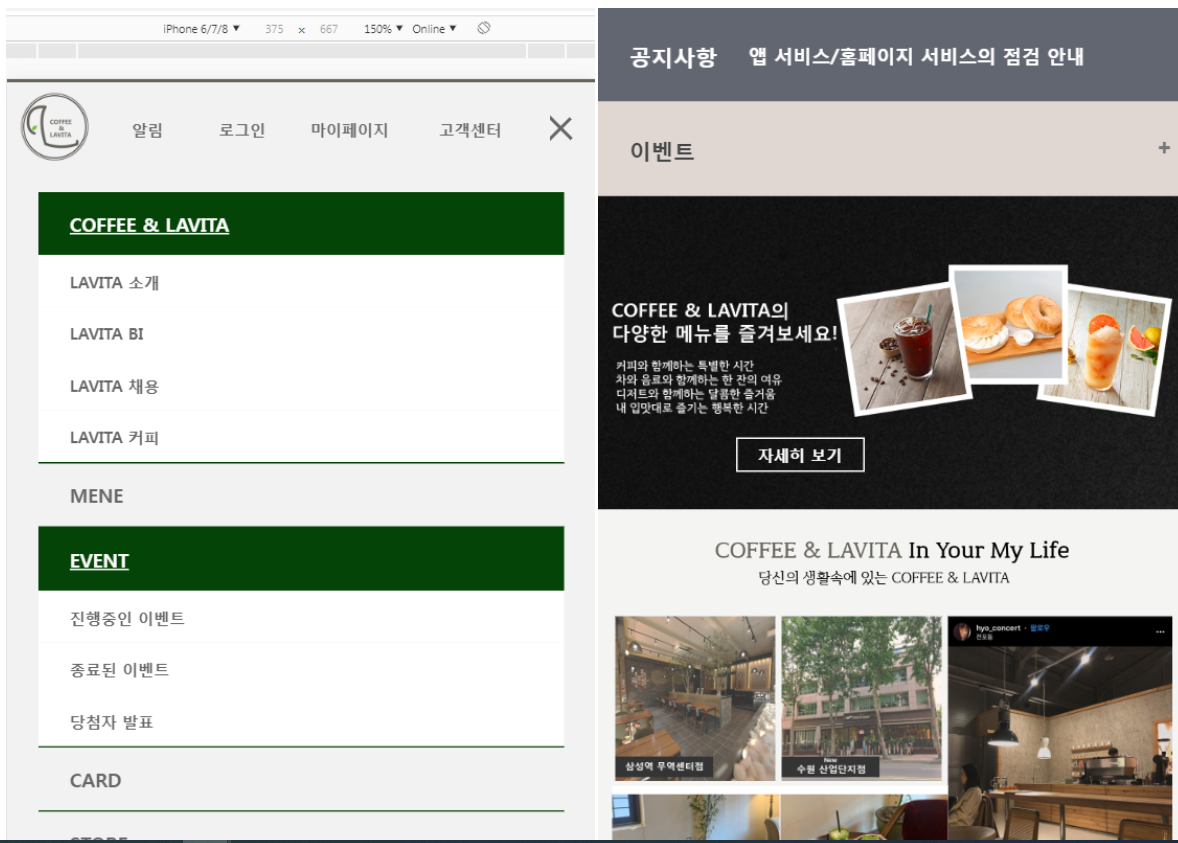 iPhone 6/7/8 ▼ 375 x 667 150% ▼ Online ▼
COFFEE
&
LAVITA
알림 로그인 마이페이지 고객센터
COFFEE & LAVITA
LAVITA 소개
LAVITA BI
LAVITA 채용
LAVITA 커피
MENE
EVENT
진행중인 이벤트
종료된 이벤트
당첨자 발표
CARD
STORE
공지사항 앱 서비스/홈페이지 서비스의 점검 안내
이벤트 +
COFFEE & LAVITA의
다양한 메뉴를 즐겨보세요!
커피와 함께하는 특별한 시간
차와 음료와 함께하는 한 잔의 여유
디저트와 함께하는 달콤한 즐거움
내 입맛대로 즐기는 행복한 시간
자세히 보기
COFFEE & LAVITA In Your My Life
당신의 생활속에 있는 COFFEE & LAVITA
hyo_concert · 팔로우
전포동
삼성역 무역센터점
New
수원 산업단지점